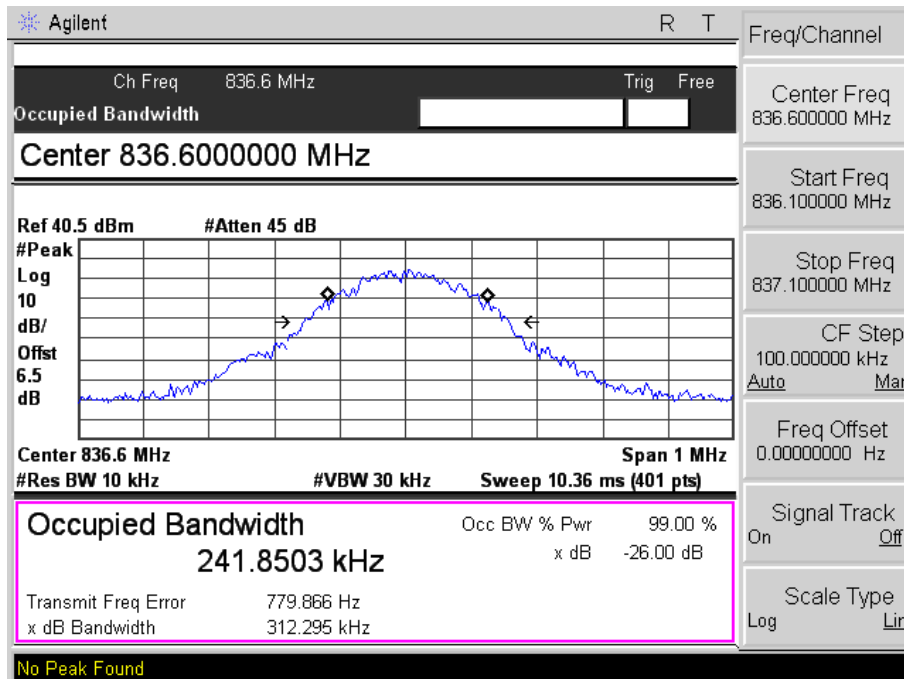 Agilent R T
Ch Freq 836.6 MHz Trig Free
Occupied Bandwidth
Center 836.6000000 MHz
Ref 40.5 dBm #Atten 45 dB
#Peak
Log
10
dB/
Offst
6.5
dB
Center 836.6 MHz Span 1 MHz
#Res BW 10 kHz #VBW 30 kHz Sweep 10.36 ms (401 pts)
Occupied Bandwidth Occ BW % Pwr 99.00 %
241.8503 kHz x dB -26.00 dB
Transmit Freq Error 779.866 Hz
x dB Bandwidth 312.295 kHz
No Peak Found
Freq/Channel
Center Freq
836.600000 MHz
Start Freq
836.100000 MHz
Stop Freq
837.100000 MHz
CF Step
100.000000 kHz
Auto Man
Freq Offset
0.00000000 Hz
Signal Track
On Off
Scale Type
Log Lin